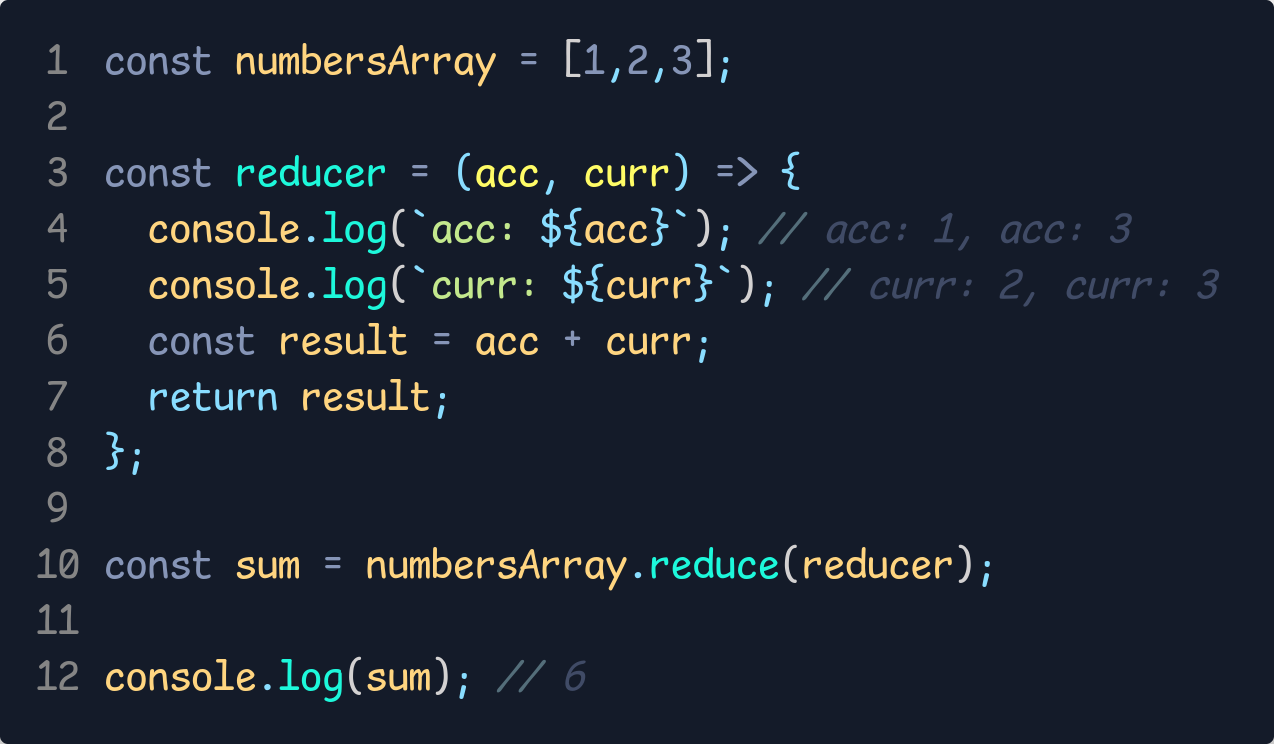 1 const numbersArray = [1,2,3];
2
3 const reducer = (acc, curr) => {
4   console.log(`acc: ${acc}`); // acc: 1, acc: 3
5   console.log(`curr: ${curr}`); // curr: 2, curr: 3
6   const result = acc + curr;
7   return result;
8 };
9
10 const sum = numbersArray.reduce(reducer);
11
12 console.log(sum); // 6